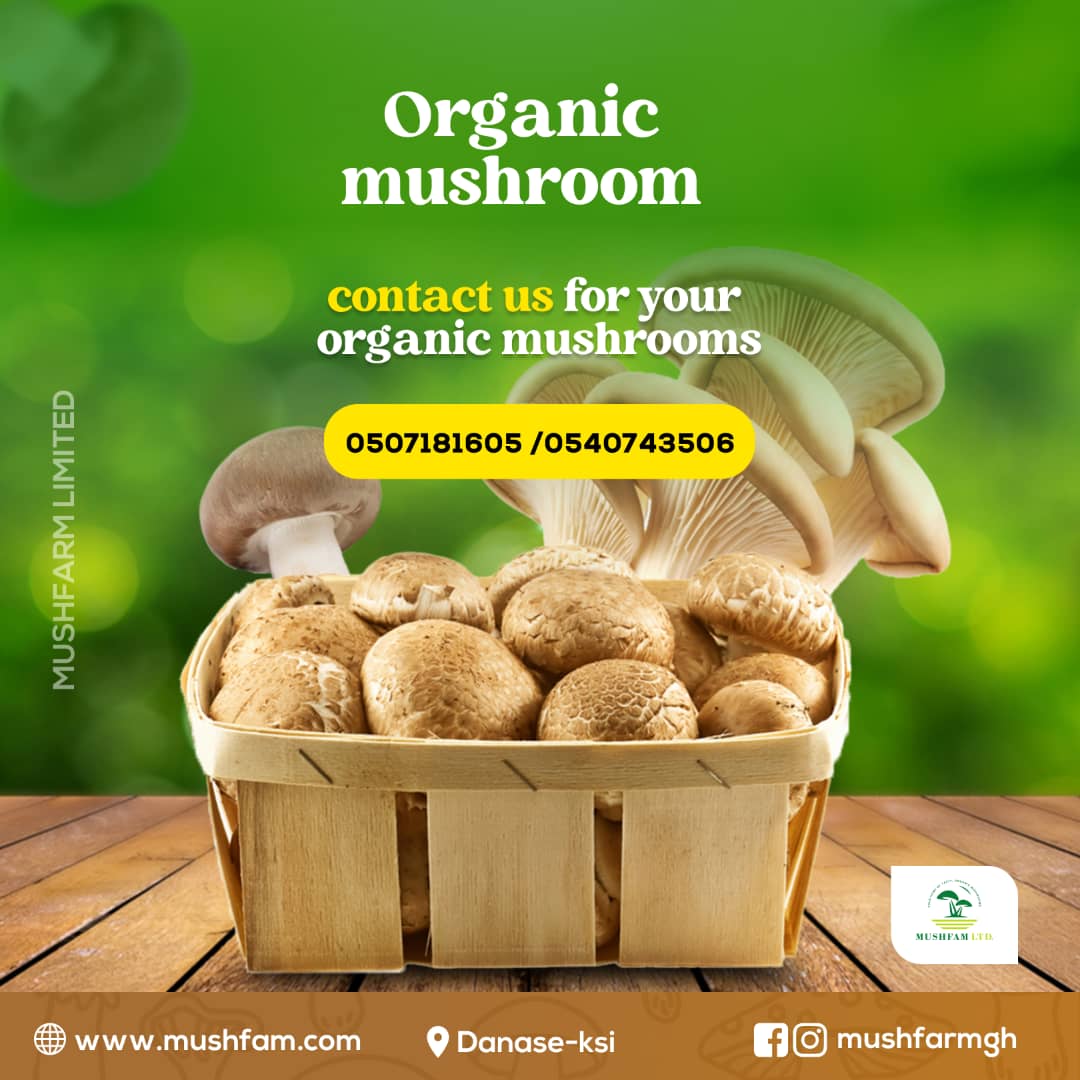 Organic
mushroom
contact us for your
organic mushrooms
0507181605 /0540743506
MUSHFARM LIMITED
MUSHFAM LTD.
www.mushfam.com
Danase-ksi
mushfarmgh